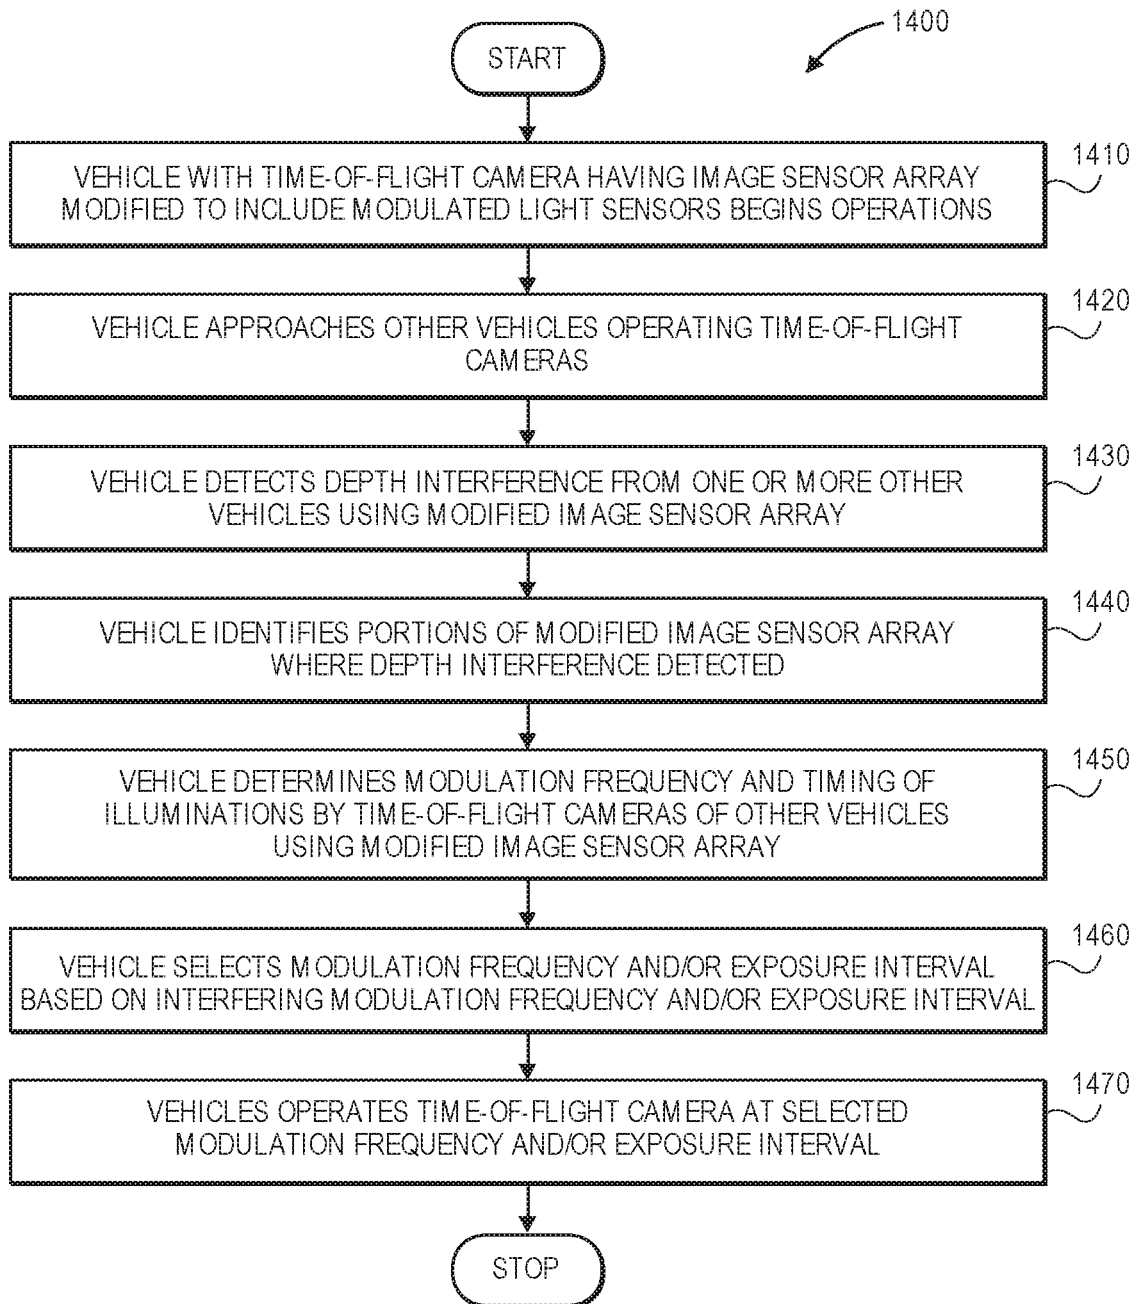 1400
START
1410
VEHICLE WITH TIME-OF-FLIGHT CAMERA HAVING IMAGE SENSOR ARRAY
MODIFIED TO INCLUDE MODULATED LIGHT SENSORS BEGINS OPERATIONS
1420
VEHICLE APPROACHES OTHER VEHICLES OPERATING TIME-OF-FLIGHT
CAMERAS
1430
VEHICLE DETECTS DEPTH INTERFERENCE FROM ONE OR MORE OTHER
VEHICLES USING MODIFIED IMAGE SENSOR ARRAY
1440
VEHICLE IDENTIFIES PORTIONS OF MODIFIED IMAGE SENSOR ARRAY
WHERE DEPTH INTERFERENCE DETECTED
1450
VEHICLE DETERMINES MODULATION FREQUENCY AND TIMING OF
ILLUMINATIONS BY TIME-OF-FLIGHT CAMERAS OF OTHER VEHICLES
USING MODIFIED IMAGE SENSOR ARRAY
1460
VEHICLE SELECTS MODULATION FREQUENCY AND/OR EXPOSURE INTERVAL
BASED ON INTERFERING MODULATION FREQUENCY AND/OR EXPOSURE INTERVAL
1470
VEHICLES OPERATES TIME-OF-FLIGHT CAMERA AT SELECTED
MODULATION FREQUENCY AND/OR EXPOSURE INTERVAL
STOP